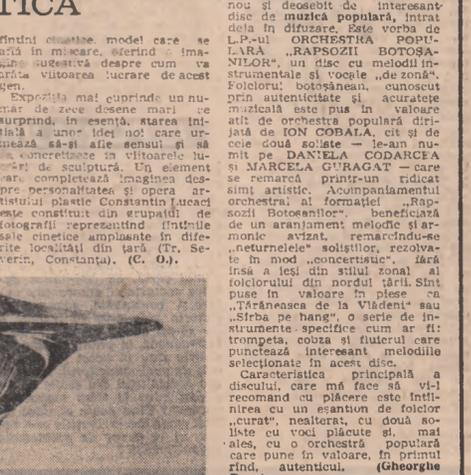 TICA
fîntîni cinetice, model care se
află în mișcare, oferind o ima-
gine sugestivă despre cum va
arăta viitoarea lucrare de acest
gen.
Expoziția mai cuprinde un nu-
măr de zece desene mari ce
surprind, în esență, starea ini-
țială a unor idei noi care ur-
mează să-și afle sensul și să
se concretizeze în viitoarele lu-
crări de sculptură. Un element
care completează imaginea des-
pre personalitatea și opera ar-
tistului plastic Constantin Lucaci
este constituit din grupajul de
fotografii reprezentînd fîntînile
sale cinetice amplasate în dife-
rite localități din țară (Tr. Se-
verin, Constanța). (C. O.).
nou și deosebit de interesant
disc de muzică populară, intrat
deja în difuzare. Este vorba de
L.P.-ul ORCHESTRA POPU-
LARĂ „RAPSOZII BOTOȘA-
NILOR", un disc cu melodii in-
strumentale și vocale „de zonă".
Folclorul botoșănean, cunoscut
prin autenticitate și acuratețe
muzicală este pus în valoare
atît de orchestra populară diri-
jată de ION COBALA, cît și de
cele două soliste — le-am nu-
mit pe DANIELA CODARCEA
și MARCELA GURAGAT — care
se remarcă printr-un ridicat
simț artistic. Acompaniamentul
orchestral al formației „Rap-
sozii Botoșanilor", beneficiază
de un aranjament melodic și ar-
monic avizat, remarcîndu-se
„neturnelele" soliștilor, rezolva-
te în mod „concertistic", fără
însă a ieși din stilul zonal al
folclorului din nordul țării. Sînt
puse în valoare în piese ca
„Țărăneasca de la Vlădeni" sau
„Sîrba pe hang", o serie de in-
strumente specifice cum ar fi:
trompeta, cobza și fluierul care
punctează interesant melodiile
selecționate în acest disc.
Caracteristica principală a
discului, care mă face să vi-l
recomand cu plăcere este întîl-
nirea cu un eșantion de folclor
„curat", nealterat, cu două so-
liste cu voci plăcute și, mai
ales, cu o orchestră populară
care pune în valoare, în primul
rînd, autenticul. (Gheorghe